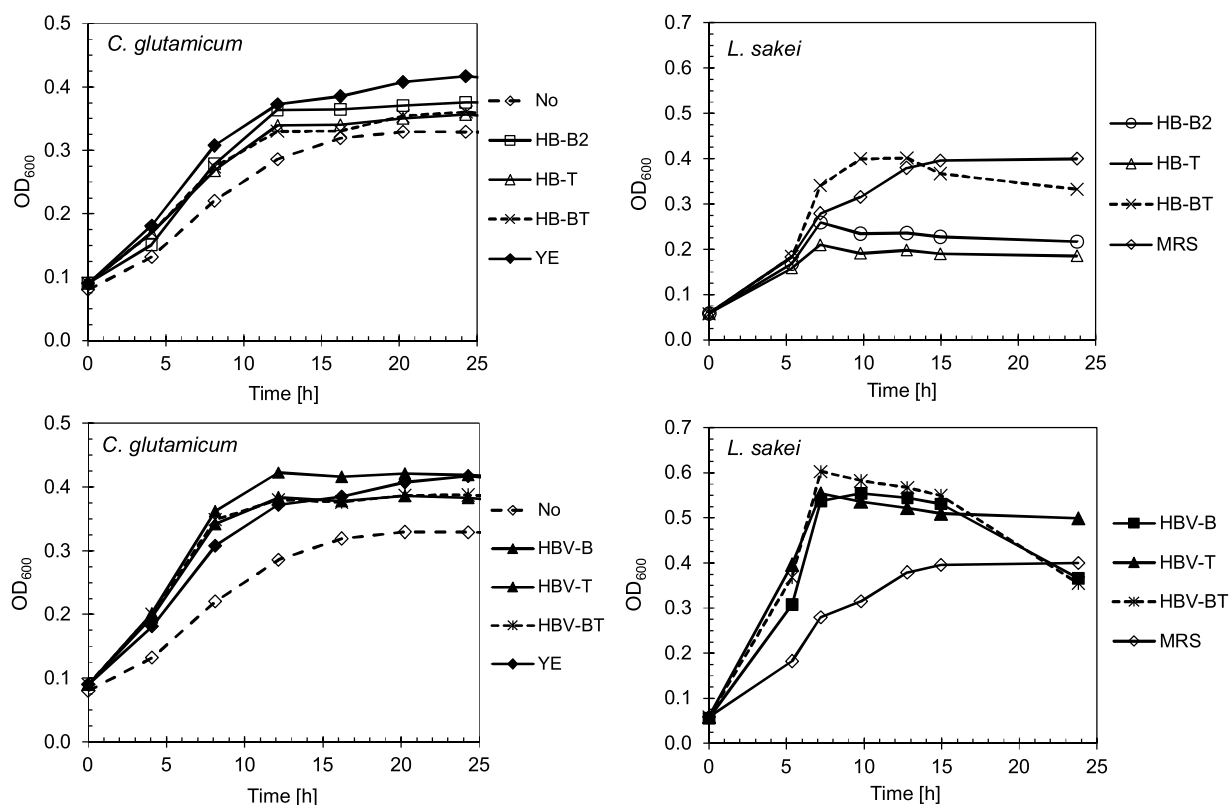 C. glutamicum
OD600
0.5
0.4
0.3
0.2
0.1
0.0
0 5 10 15 20 25
Time [h]
No
HB-B2
HB-T
HB-BT
YE
L. sakei
OD600
0.7
0.6
0.5
0.4
0.3
0.2
0.1
0.0
0 5 10 15 20 25
Time [h]
HB-B2
HB-T
HB-BT
MRS
C. glutamicum
OD600
0.5
0.4
0.3
0.2
0.1
0.0
0 5 10 15 20 25
Time [h]
No
HBV-B
HBV-T
HBV-BT
YE
L. sakei
OD600
0.7
0.6
0.5
0.4
0.3
0.2
0.1
0.0
0 5 10 15 20 25
Time [h]
HBV-B
HBV-T
HBV-BT
MRS